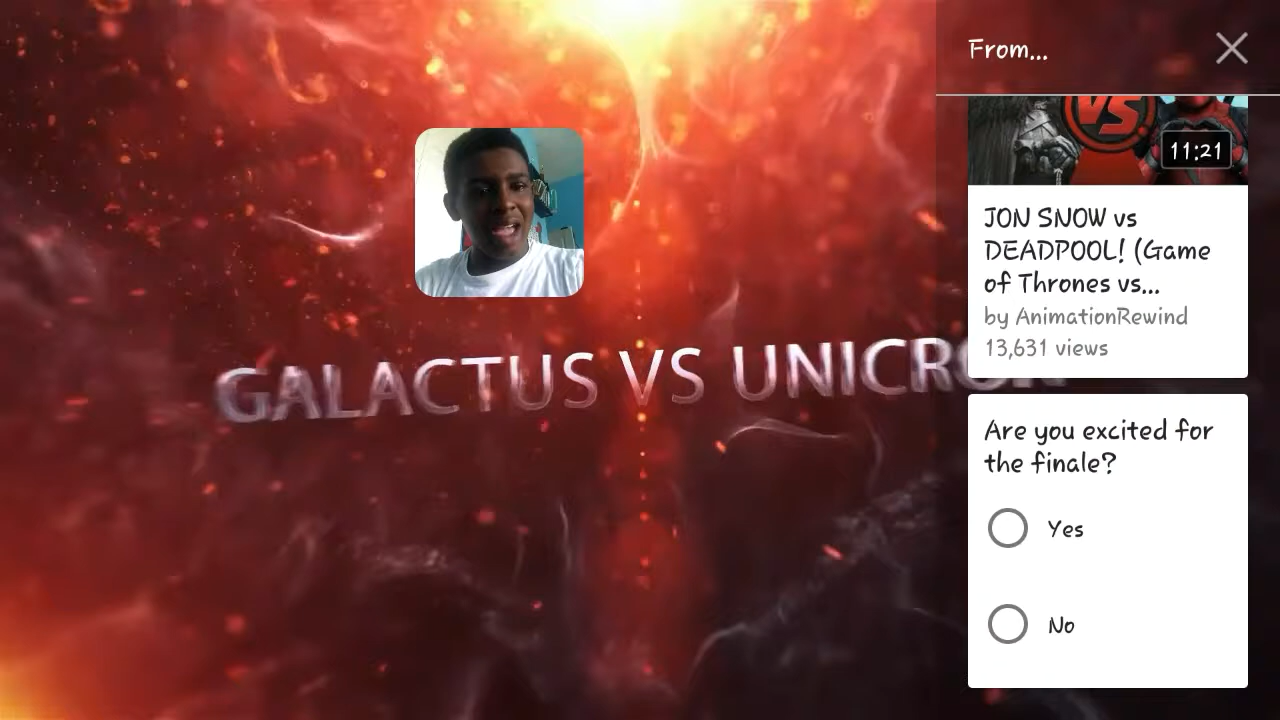 From...
VS
11:21
JON SNOW vs
DEADPOOL! (Game
of Thrones vs...
by AnimationRewind
13,631 views
GALACTUS VS UNICRON
Are you excited for
the finale?
Yes
No